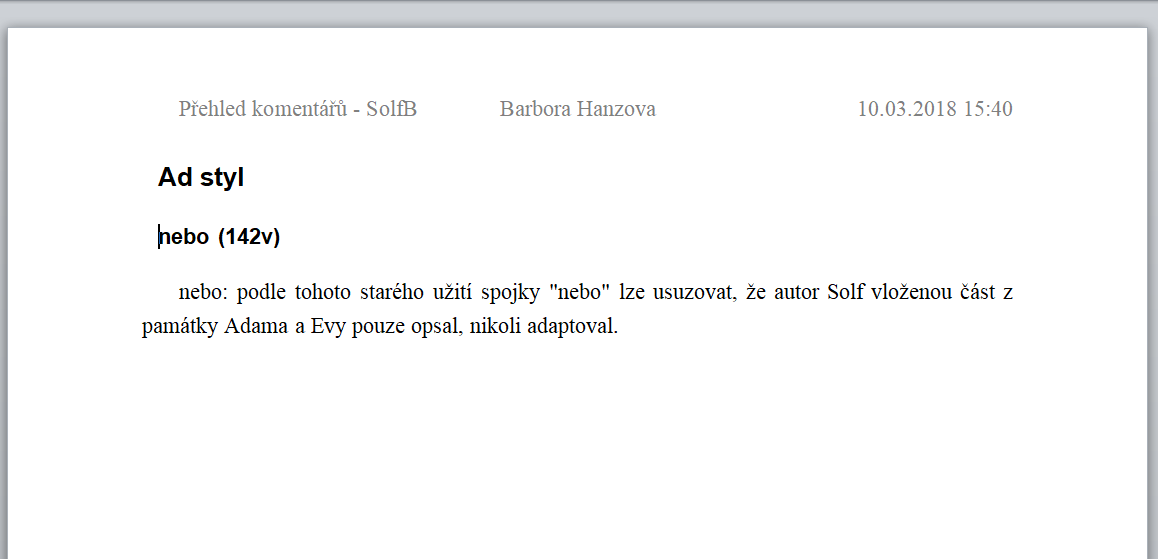 Přehled komentářů - SolfB Barbora Hanzova 10.03.2018 15:40
Ad styl
nebo (142v)
nebo: podle tohoto starého užití spojky "nebo" lze usuzovat, že autor Solf vloženou část z
památky Adama a Evy pouze opsal, nikoli adaptoval.